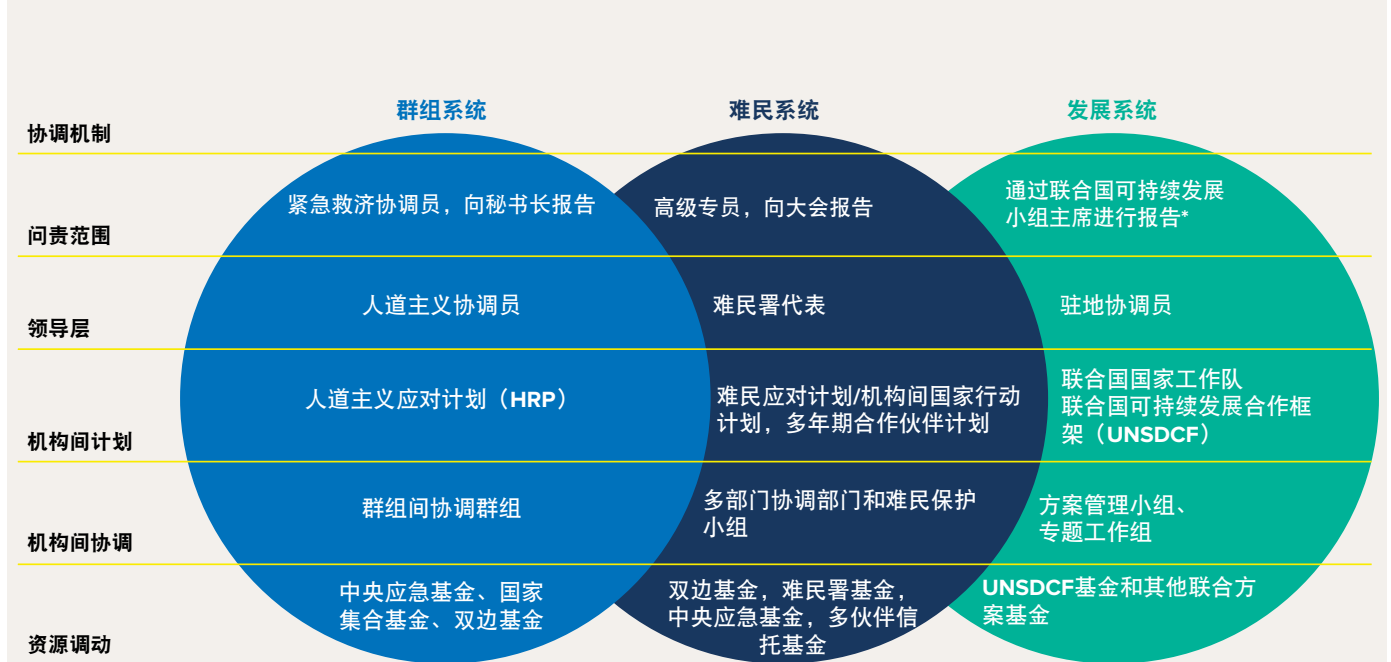 群组系统
难民系统
发展系统
协调机制
紧急救济协调员，向秘书长报告
高级专员，向大会报告
通过联合国可持续发展
小组主席进行报告*
问责范围
人道主义协调员
难民署代表
驻地协调员
领导层
人道主义应对计划（HRP）
难民应对计划/机构间国家行动
计划，多年期合作伙伴计划
联合国国家工作队
联合国可持续发展合作框
架（UNSDCF）
机构间计划
群组间协调群组
多部门协调部门和难民保护
小组
方案管理小组、
专题工作组
机构间协调
中央应急基金、国家
集合基金、双边基金
双边基金，难民署基金，
中央应急基金，多伙伴信
托基金
UNSDCF基金和其他联合方
案基金
资源调动